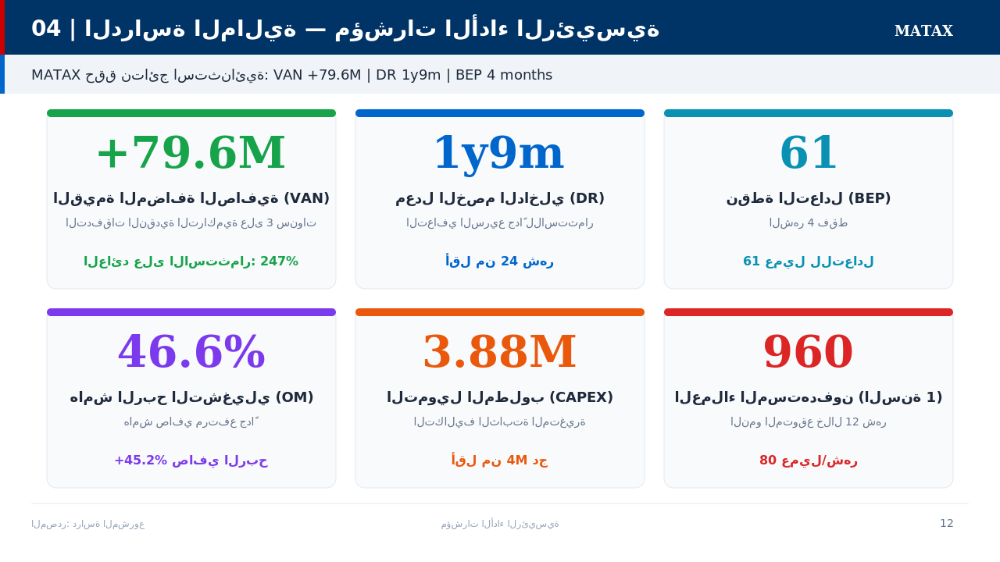 04 | الدراسة المالية — مؤشرات الأداء الرئيسية
MATAX
MATAX حقق نتائج استثنائية: VAN +79.6M | DR 1y9m | BEP 4 months
+79.6M
القيمة المضافة الصافية (VAN)
التدفقات النقدية التراكمية على 3 سنوات
العائد على الاستثمار: 247%
1y9m
معدل الخصم الداخلي (DR)
التعافي السريع جداً للاستثمار
أقل من 24 شهر
61
نقطة التعادل (BEP)
الشهر 4 فقط
61 عميل للتعادل
46.6%
هامش الربح التشغيلي (OM)
هامش صافي مرتفع جداً
+45.2% صافي الربح
3.88M
التمويل المطلوب (CAPEX)
التكاليف الثابتة المتغيرة
أقل من 4M دج
960
العملاء المستهدفون (السنة 1)
النمو المتوقع خلال 12 شهر
80 عميل/شهر
المصدر: دراسة المشروع
مؤشرات الأداء الرئيسية
12